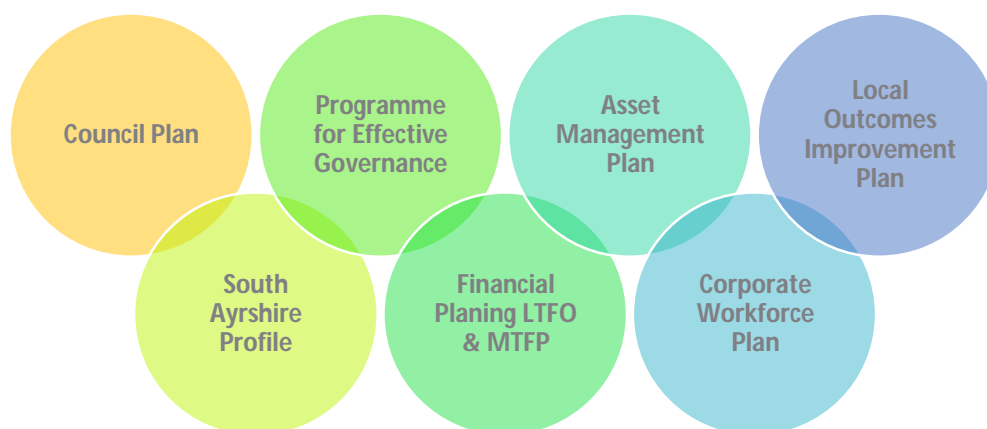 Council Plan
Programme
for Effective
Governance
Asset
Management
Plan
Local
Outcomes
Improvement
Plan
South
Ayrshire
Profile
Financial
Planing LTFO
& MTFP
Corporate
Workforce
Plan